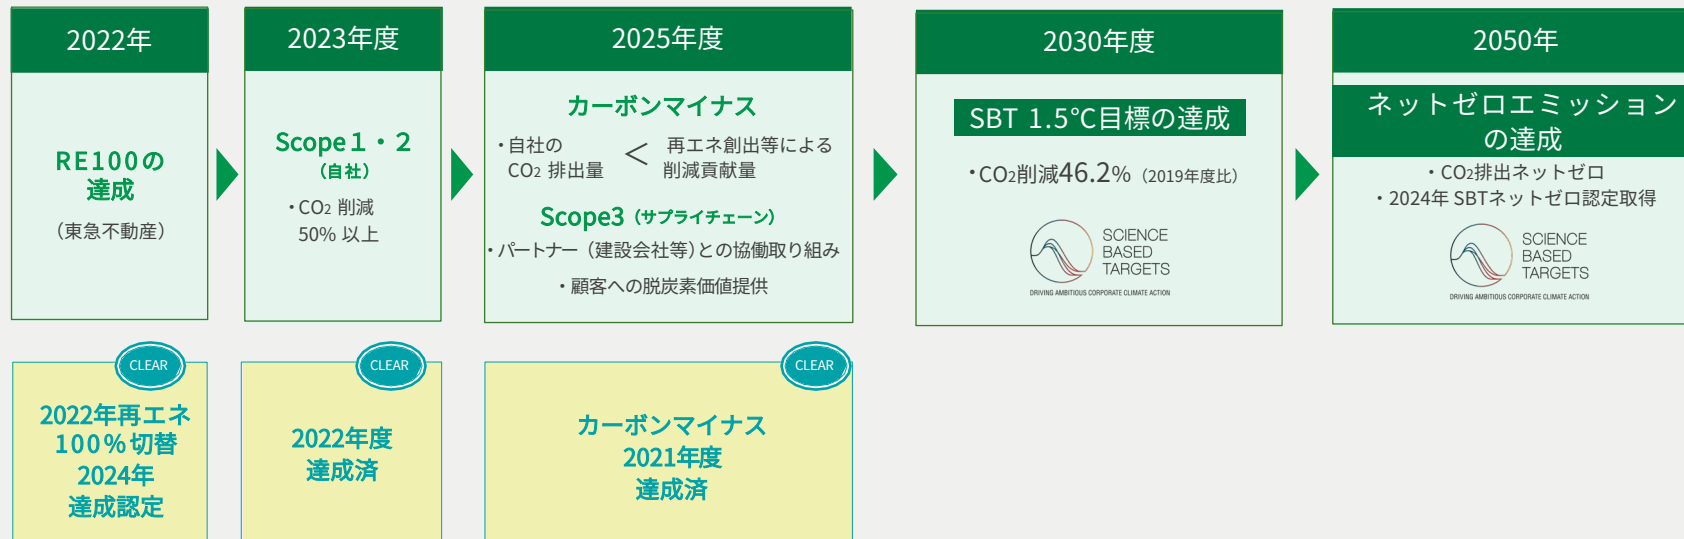 2022年
RE100の
達成
（東急不動産）
2023年度
Scope１・２
（自社）
・CO2 削減
50% 以上
2025年度
カーボンマイナス
・自社の
CO2 排出量
＜
再エネ創出等による
削減貢献量
Scope3（サプライチェーン）
・パートナー（建設会社等）との協働取り組み
・顧客への脱炭素価値提供
2030年度
SBT 1.5℃目標の達成
・CO2削減46.2%（2019年度比）
SCIENCE
BASED
TARGETS
DRIVING AMBITIOUS CORPORATE CLIMATE ACTION
2050年
ネットゼロエミッション
の達成
・CO2排出ネットゼロ
・2024年 SBTネットゼロ認定取得
SCIENCE
BASED
TARGETS
DRIVING AMBITIOUS CORPORATE CLIMATE ACTION
CLEAR
2022年再エネ
100％切替
2024年
達成認定
CLEAR
2022年度
達成済
CLEAR
カーボンマイナス
2021年度
達成済